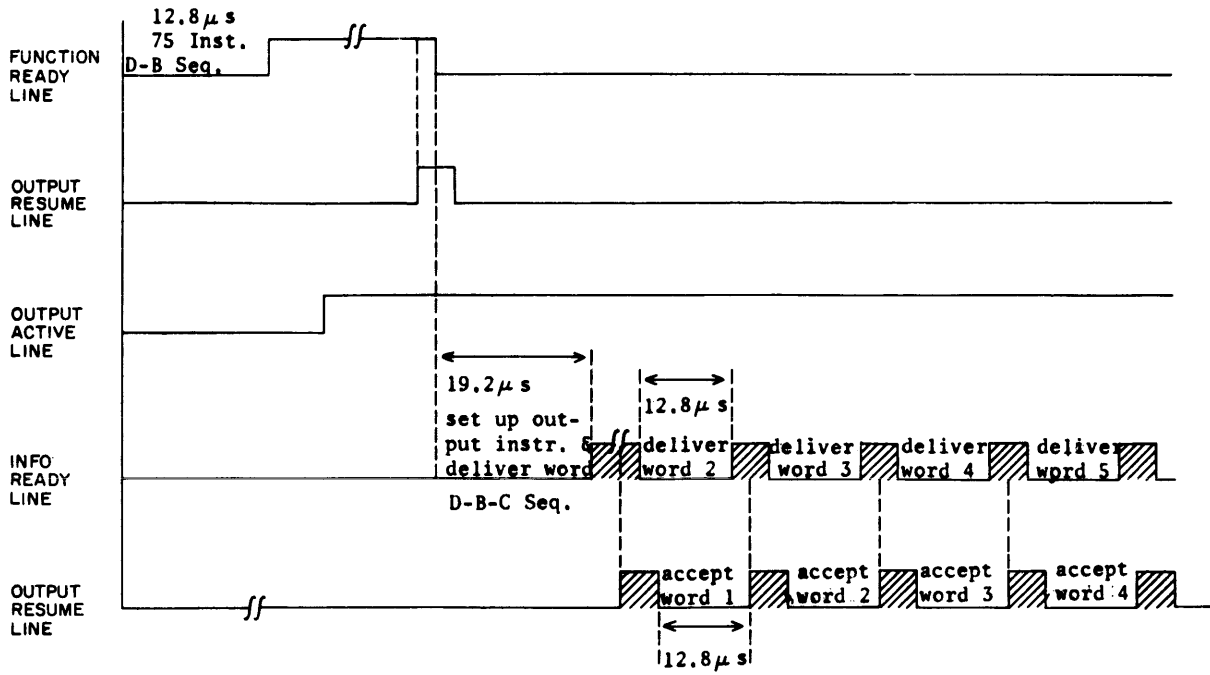 12.8μs
75 Inst.
D-B Seq.
FUNCTION
READY
LINE
OUTPUT
RESUME
LINE
OUTPUT
ACTIVE
LINE
19.2μs
set up out-
put instr. &
deliver word
D-B-C Seq.
12.8μs
deliver
word 2
deliver
word 3
deliver
word 4
deliver
word 5
INFO
READY
LINE
accept
word 1
accept
word 2
accept
word 3
accept
word 4
OUTPUT
RESUME
LINE
12.8μs